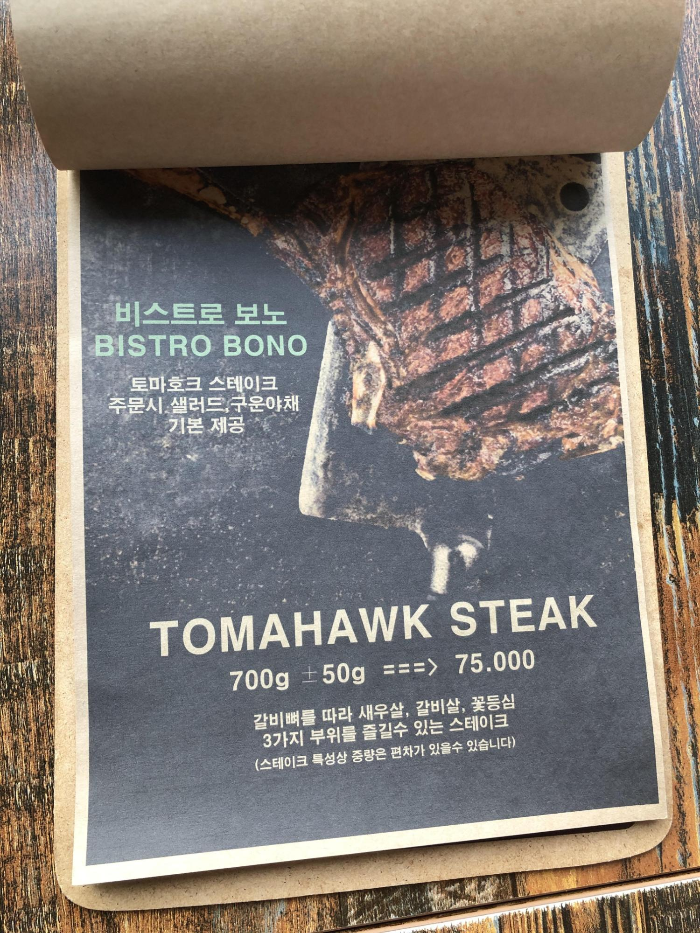 비스트로 보노
BISTRO BONO
토마호크 스테이크
주문시 샐러드,구운야채
기본 제공
TOMAHAWK STEAK
700g ±50g ===> 75.000
갈비뼈를 따라 새우살, 갈비살, 꽃등심
3가지 부위를 즐길수 있는 스테이크
(스테이크 특성상 중량은 편차가 있을수 있습니다)